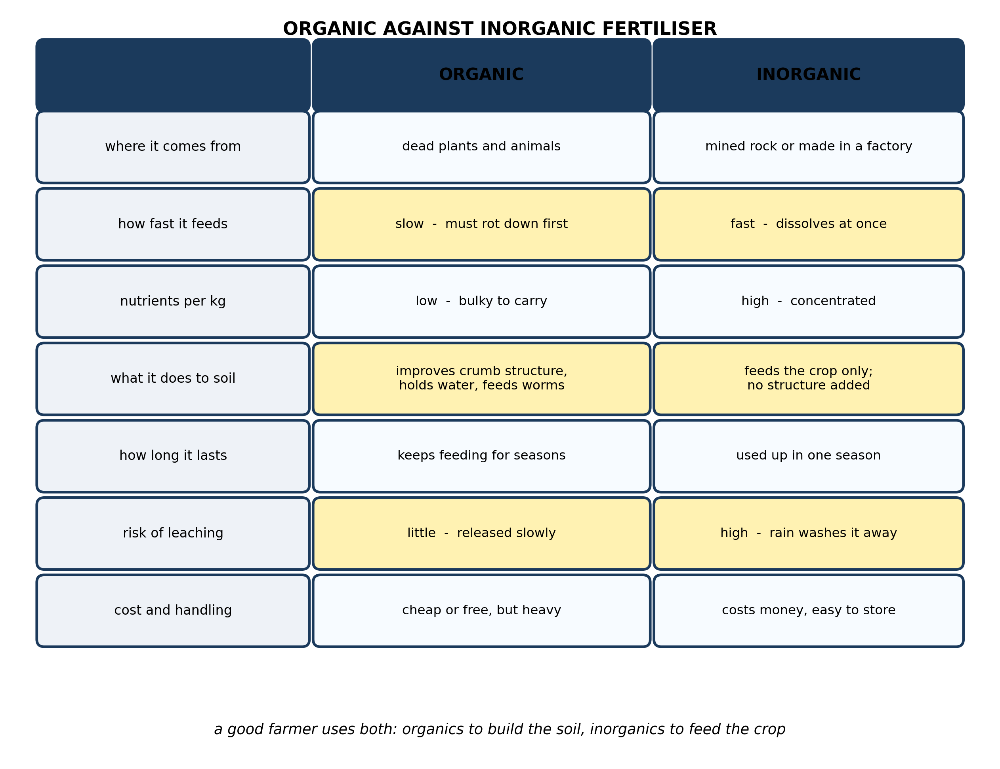 ORGANIC AGAINST INORGANIC FERTILISER
ORGANIC
INORGANIC
where it comes from
dead plants and animals
mined rock or made in a factory
how fast it feeds
slow - must rot down first
fast - dissolves at once
nutrients per kg
low - bulky to carry
high - concentrated
what it does to soil
improves crumb structure,
holds water, feeds worms
feeds the crop only;
no structure added
how long it lasts
keeps feeding for seasons
used up in one season
risk of leaching
little - released slowly
high - rain washes it away
cost and handling
cheap or free, but heavy
costs money, easy to store
a good farmer uses both: organics to build the soil, inorganics to feed the crop